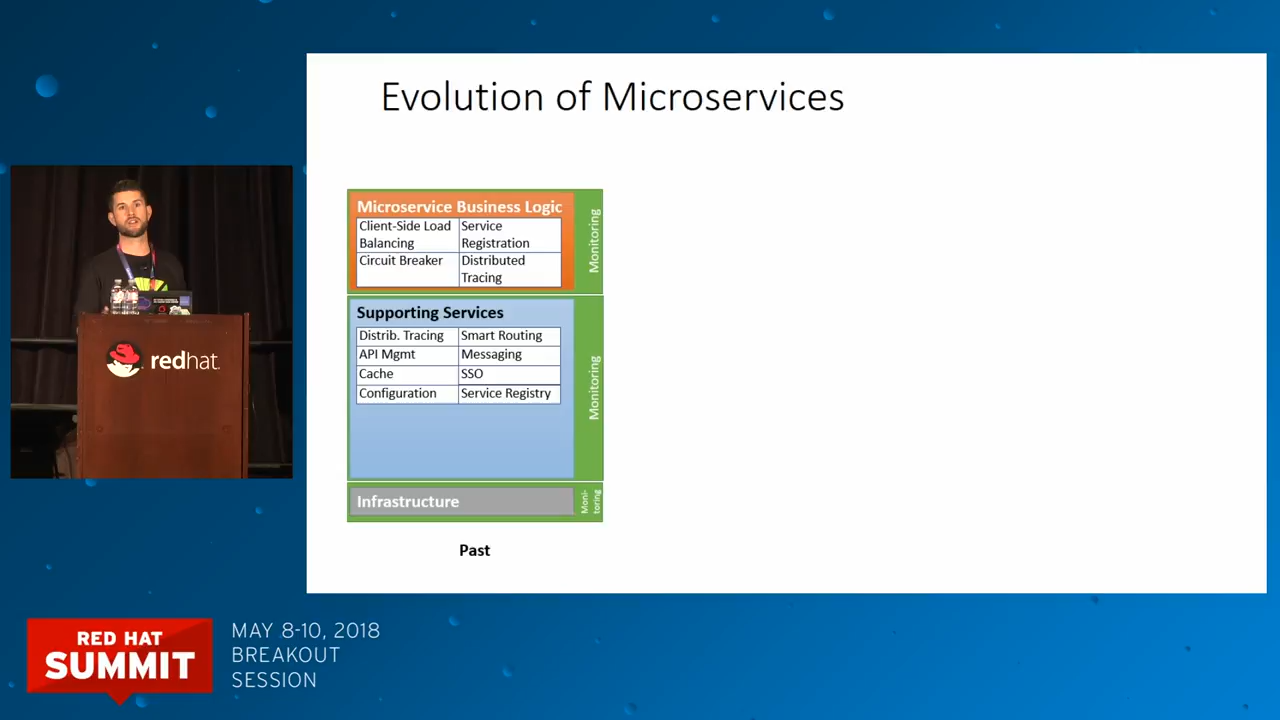 Evolution of Microservices
Microservice Business Logic
Client-Side Load
Balancing
Service
Registration
Circuit Breaker
Distributed
Tracing
Monitoring
Supporting Services
Distrib. Tracing
Smart Routing
API Mgmt
Messaging
Cache
SSO
Configuration
Service Registry
Monitoring
Infrastructure
Moni-
toring
Past
redhat.
RED HAT
SUMMIT
MAY 8-10, 2018
BREAKOUT
SESSION